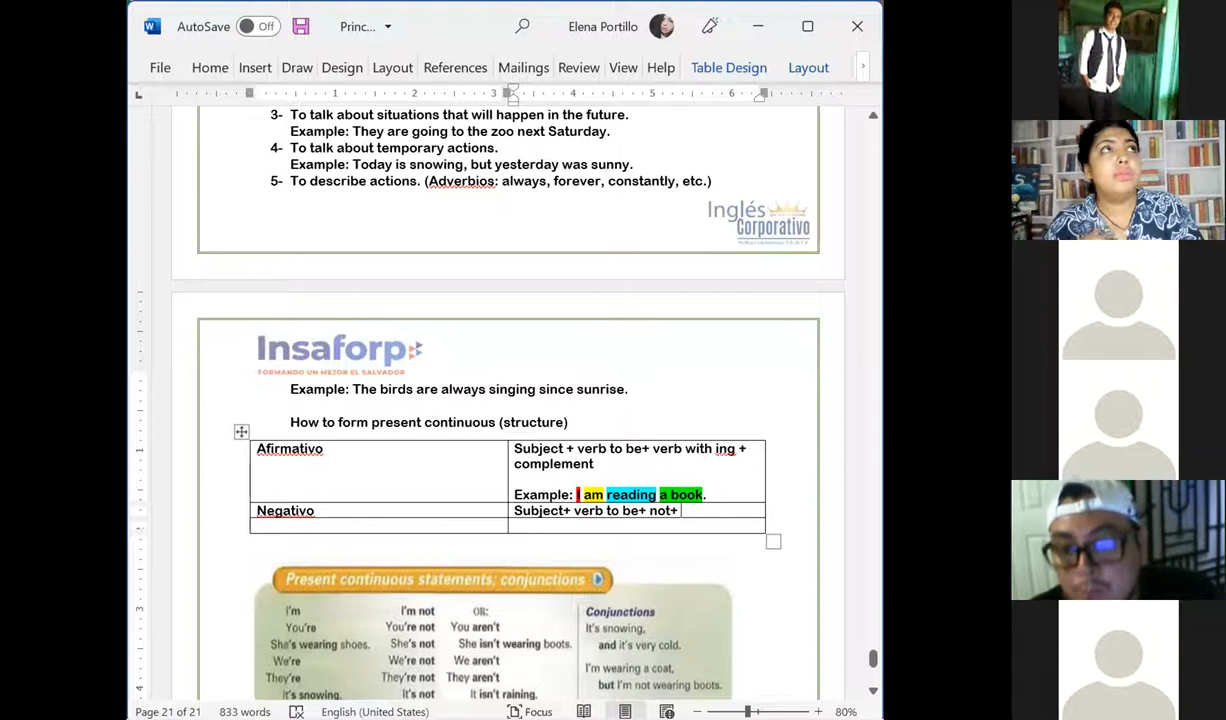 AutoSave Off Princ... Elena Portillo
File Home Insert Draw Design Layout References Mailings Review View Help Table Design Layout
1 2 3 4 5 6
3- To talk about situations that will happen in the future.
Example: They are going to the zoo next Saturday.
4- To talk about temporary actions.
Example: Today is snowing, but yesterday was sunny.
5- To describe actions. (Adverbios: always, forever, constantly, etc.)
Inglés
Corporativo
Insaforp
FORMANDO UN MEJOR EL SALVADOR
Example: The birds are always singing since sunrise.
How to form present continuous (structure)
Afirmativo
Subject + verb to be+ verb with ing +
complement
Example: I am reading a book.
Negativo
Subject+ verb to be+ not+
Present continuous statements; conjunctions
I'm I'm not OR: Conjunctions
You're You're not You aren't It's snowing,
She's wearing shoes. She's not She isn't wearing boots. and it's very cold.
We're We're not We aren't I'm wearing a coat,
They're They're not They aren't but I'm not wearing boots.
It's snowing. It's not It isn't raining.
Page 21 of 21 833 words English (United States) Focus 80%